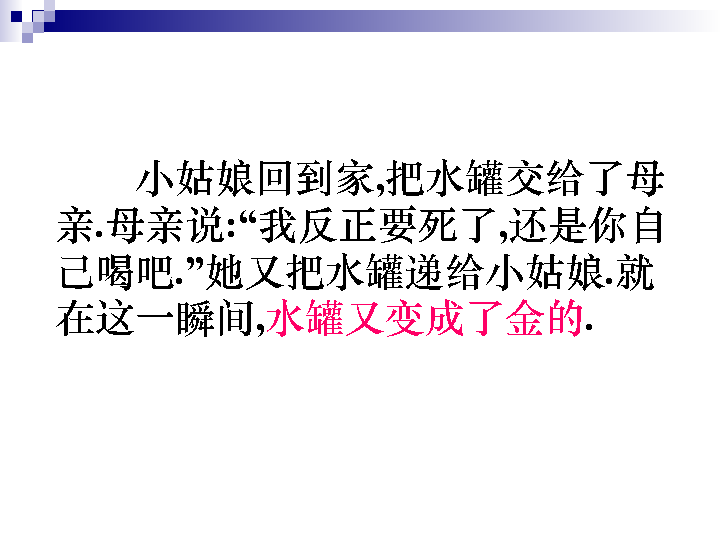 小姑娘回到家,把水罐交给了母
亲.母亲说:“我反正要死了,还是你自
己喝吧.”她又把水罐递给小姑娘.就
在这一瞬间,水罐又变成了金的.